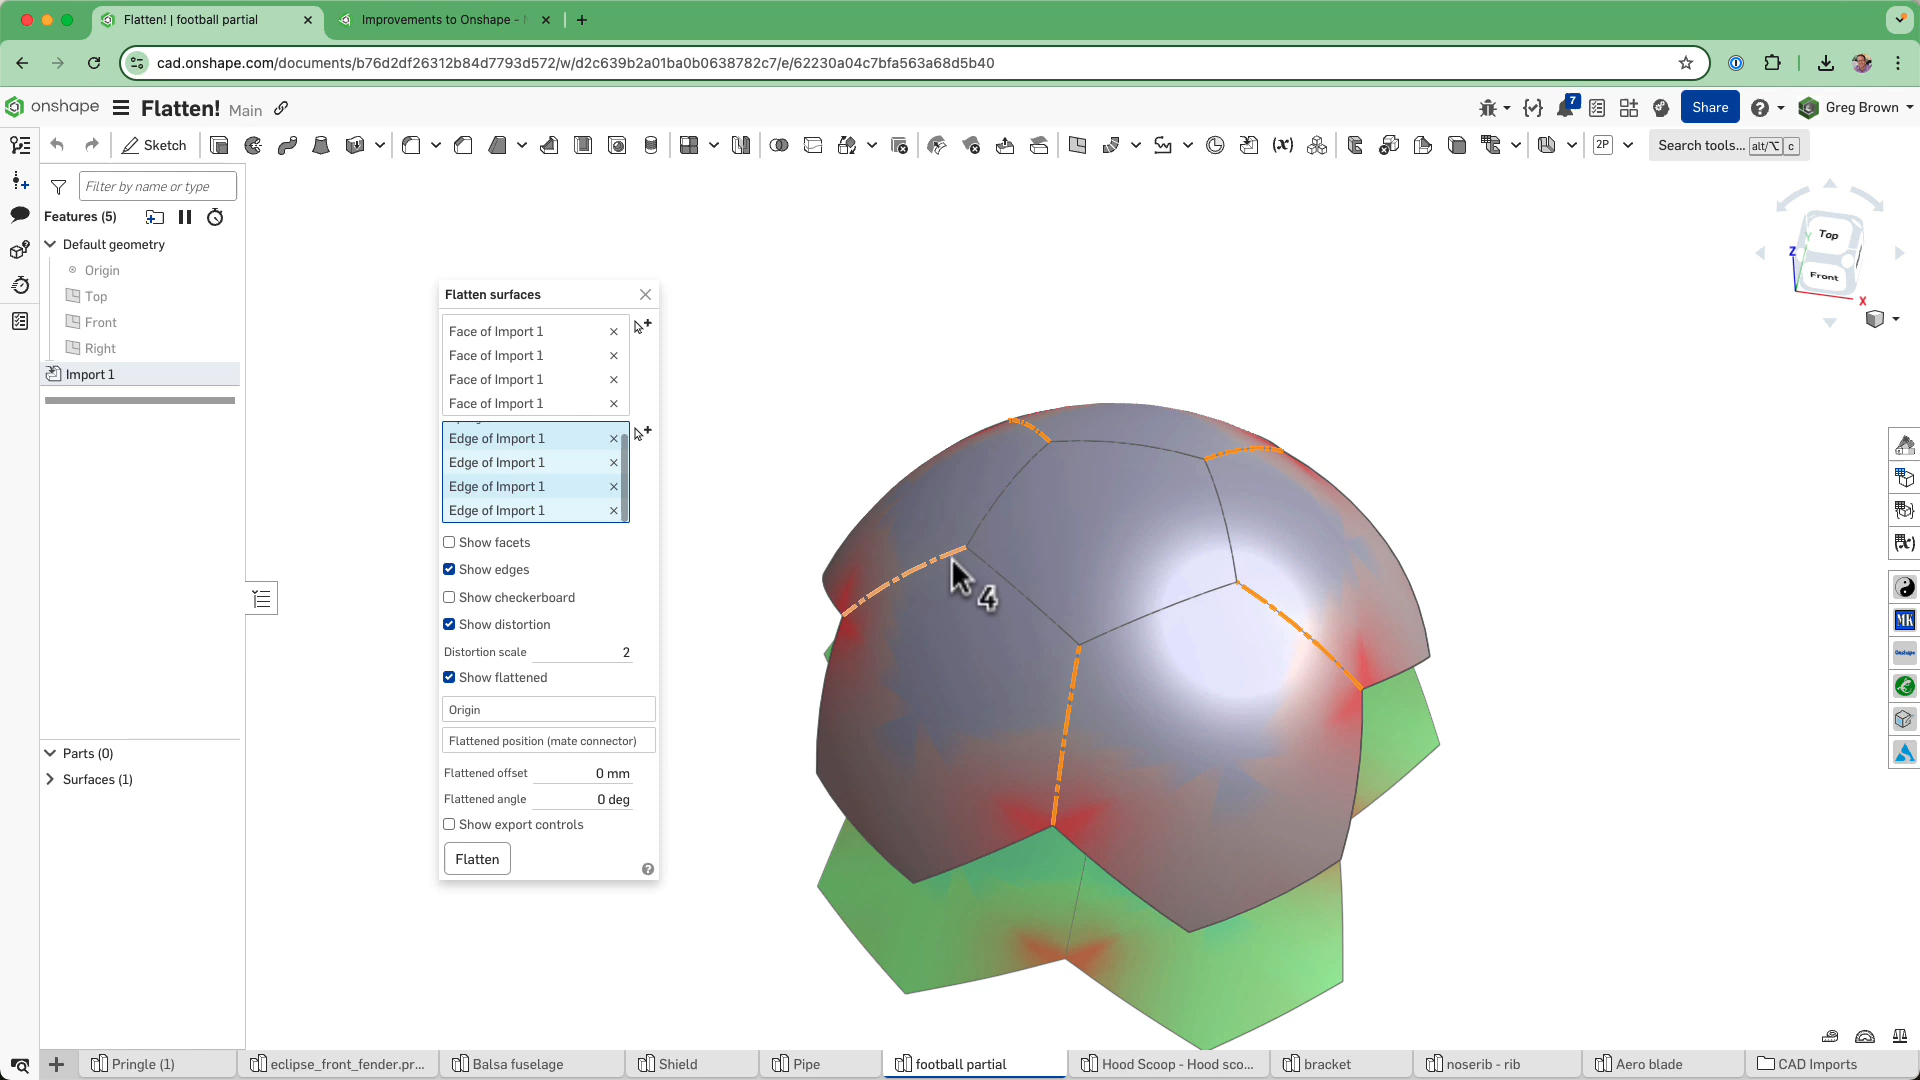 Flatten! | football partial
Improvements to Onshape -
cad.onshape.com/documents/b76d2df26312b84d7793d572/w/d2c639b2a01ba0b0638782c7/e/62230a04c7bfa563a68d5b40
onshape
Flatten! Main
7
Share
Greg Brown
Sketch
2P
Search tools... alt/⌥ c
Filter by name or type
Features (5)
Default geometry
Origin
Top
Front
Right
Import 1
Parts (0)
Surfaces (1)
Flatten surfaces
Face of Import 1
Face of Import 1
Face of Import 1
Face of Import 1
Edge of Import 1
Edge of Import 1
Edge of Import 1
Edge of Import 1
Show facets
Show edges
Show checkerboard
Show distortion
Distortion scale 2
Show flattened
Origin
Flattened position (mate connector)
Flattened offset 0 mm
Flattened angle 0 deg
Show export controls
Flatten
4
Top
Front
Z
Y
X
MK
Onshape
Pringle (1)
eclipse_front_fender.pr...
Balsa fuselage
Shield
Pipe
football partial
Hood Scoop - Hood sco...
bracket
noserib - rib
Aero blade
CAD Imports